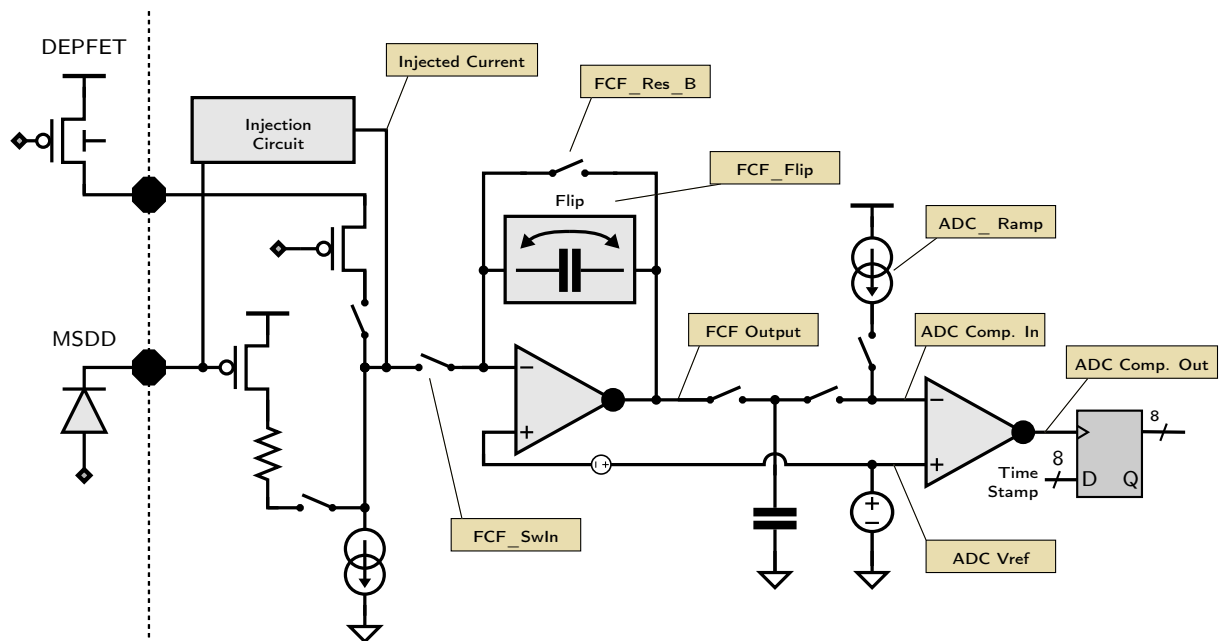 DEPFET
Injected Current
FCF_Res_B
Injection
Circuit
FCF_Flip
Flip
ADC_ Ramp
MSDD
FCF Output
ADC Comp. In
ADC Comp. Out
−
+
−
+
8
8
Time
Stamp
D
Q
+
−
FCF_SwIn
ADC Vref